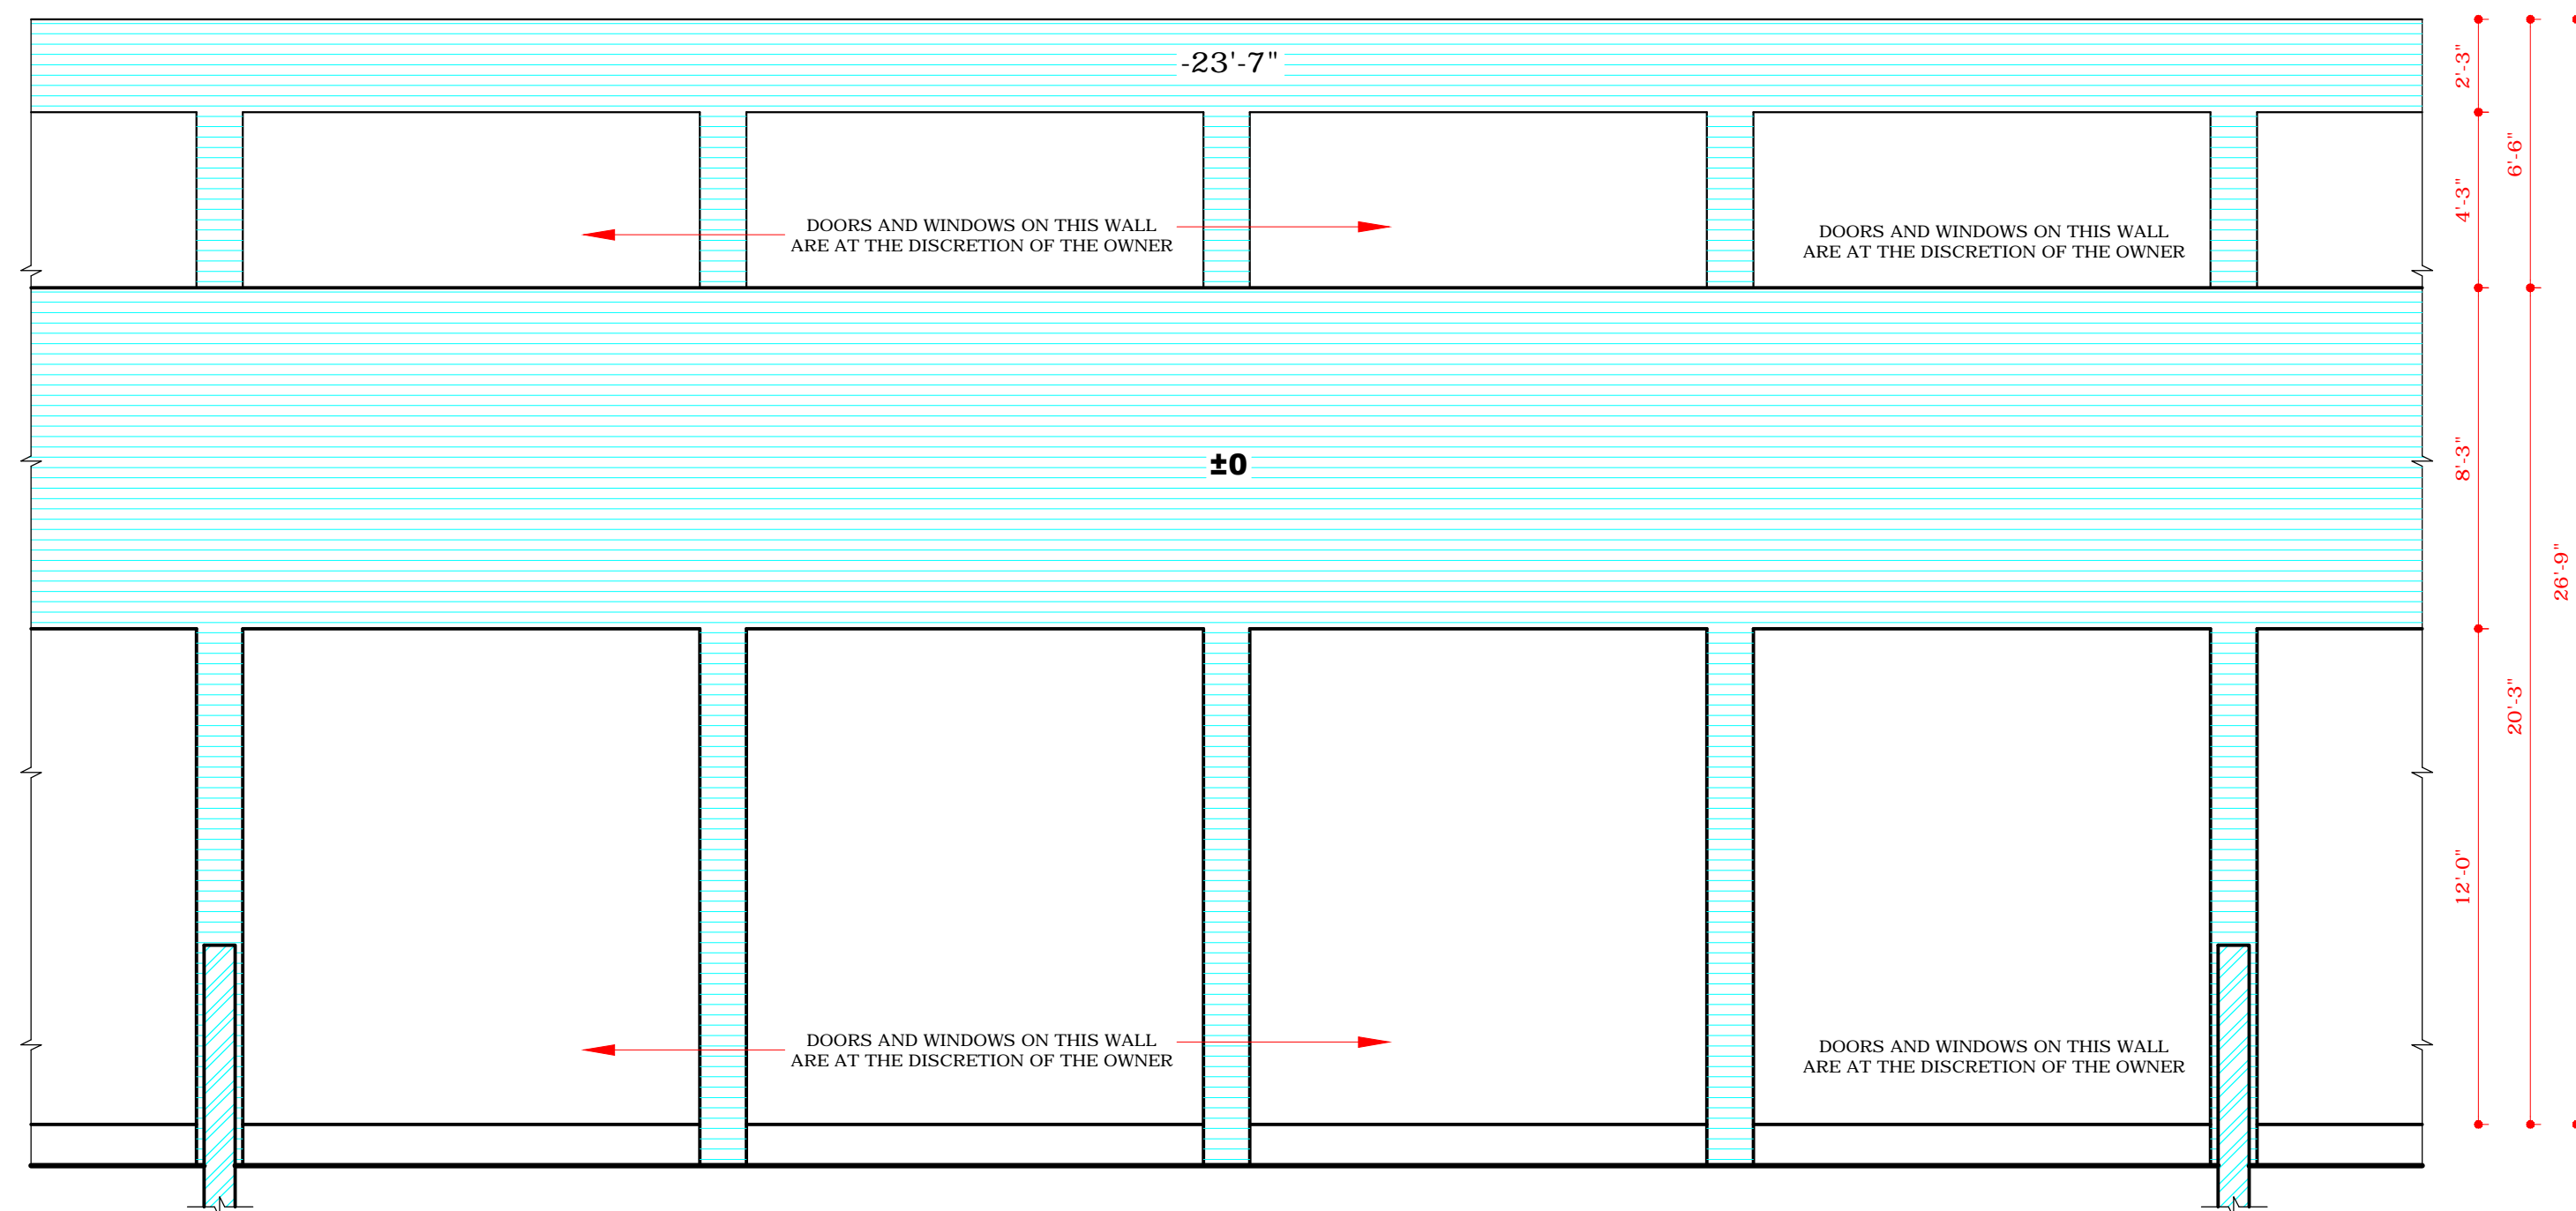 -23'-7"
2'-3"
6'-6"
4'-3"
DOORS AND WINDOWS ON THIS WALL
ARE AT THE DISCRETION OF THE OWNER
DOORS AND WINDOWS ON THIS WALL
ARE AT THE DISCRETION OF THE OWNER
±0
8'-3"
26'-9"
20'-3"
12'-0"
DOORS AND WINDOWS ON THIS WALL
ARE AT THE DISCRETION OF THE OWNER
DOORS AND WINDOWS ON THIS WALL
ARE AT THE DISCRETION OF THE OWNER